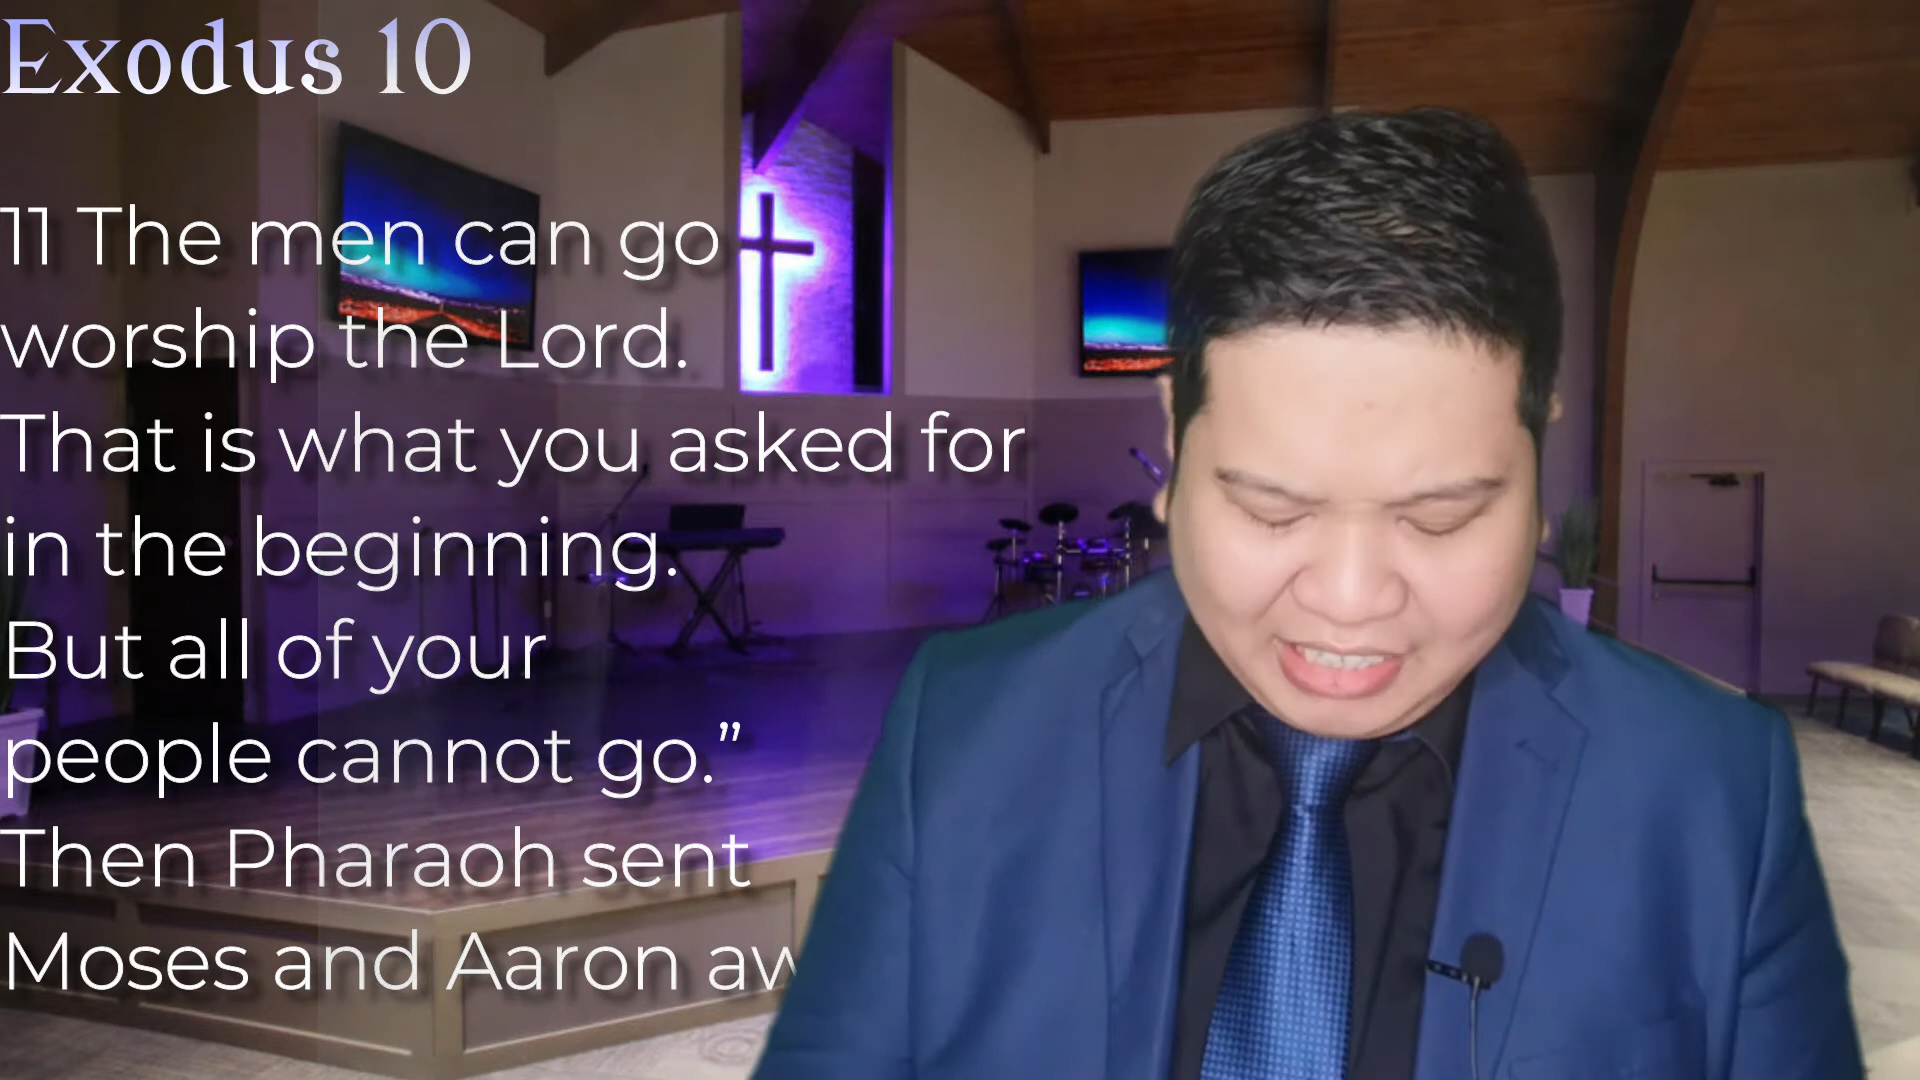 Exodus 10
11 The men can go
worship the Lord.
That is what you asked for
in the beginning.
But all of your
people cannot go.”
Then Pharaoh sent
Moses and Aaron